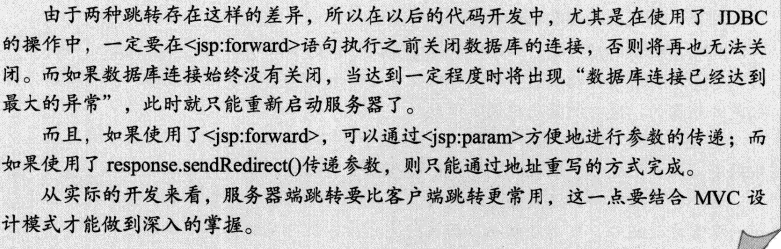 由于两种跳转存在这样的差异，所以在以后的代码开发中，尤其是在使用了 JDBC
的操作中，一定要在<jsp:forward>语句执行之前关闭数据库的连接，否则将再也无法关
闭。而如果数据库连接始终没有关闭，当达到一定程度时将出现“数据库连接已经达到
最大的异常”，此时就只能重新启动服务器了。
而且，如果使用了<jsp:forward>，可以通过<jsp:param>方便地进行参数的传递；而
如果使用了 response.sendRedirect()传递参数，则只能通过地址重写的方式完成。
从实际的开发来看，服务器端跳转要比客户端跳转更常用，这一点要结合 MVC 设
计模式才能做到深入的掌握。